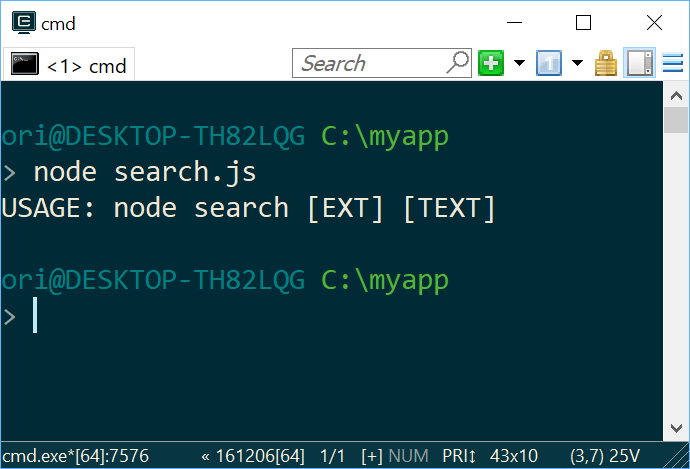 cmd
<1> cmd
Search
1
ori@DESKTOP-TH82LQG C:\myapp
> node search.js
USAGE: node search [EXT] [TEXT]
ori@DESKTOP-TH82LQG C:\myapp
>
cmd.exe*[64]:7576 « 161206[64] 1/1 [+] NUM PRI↕ 43x10 (3,7) 25V